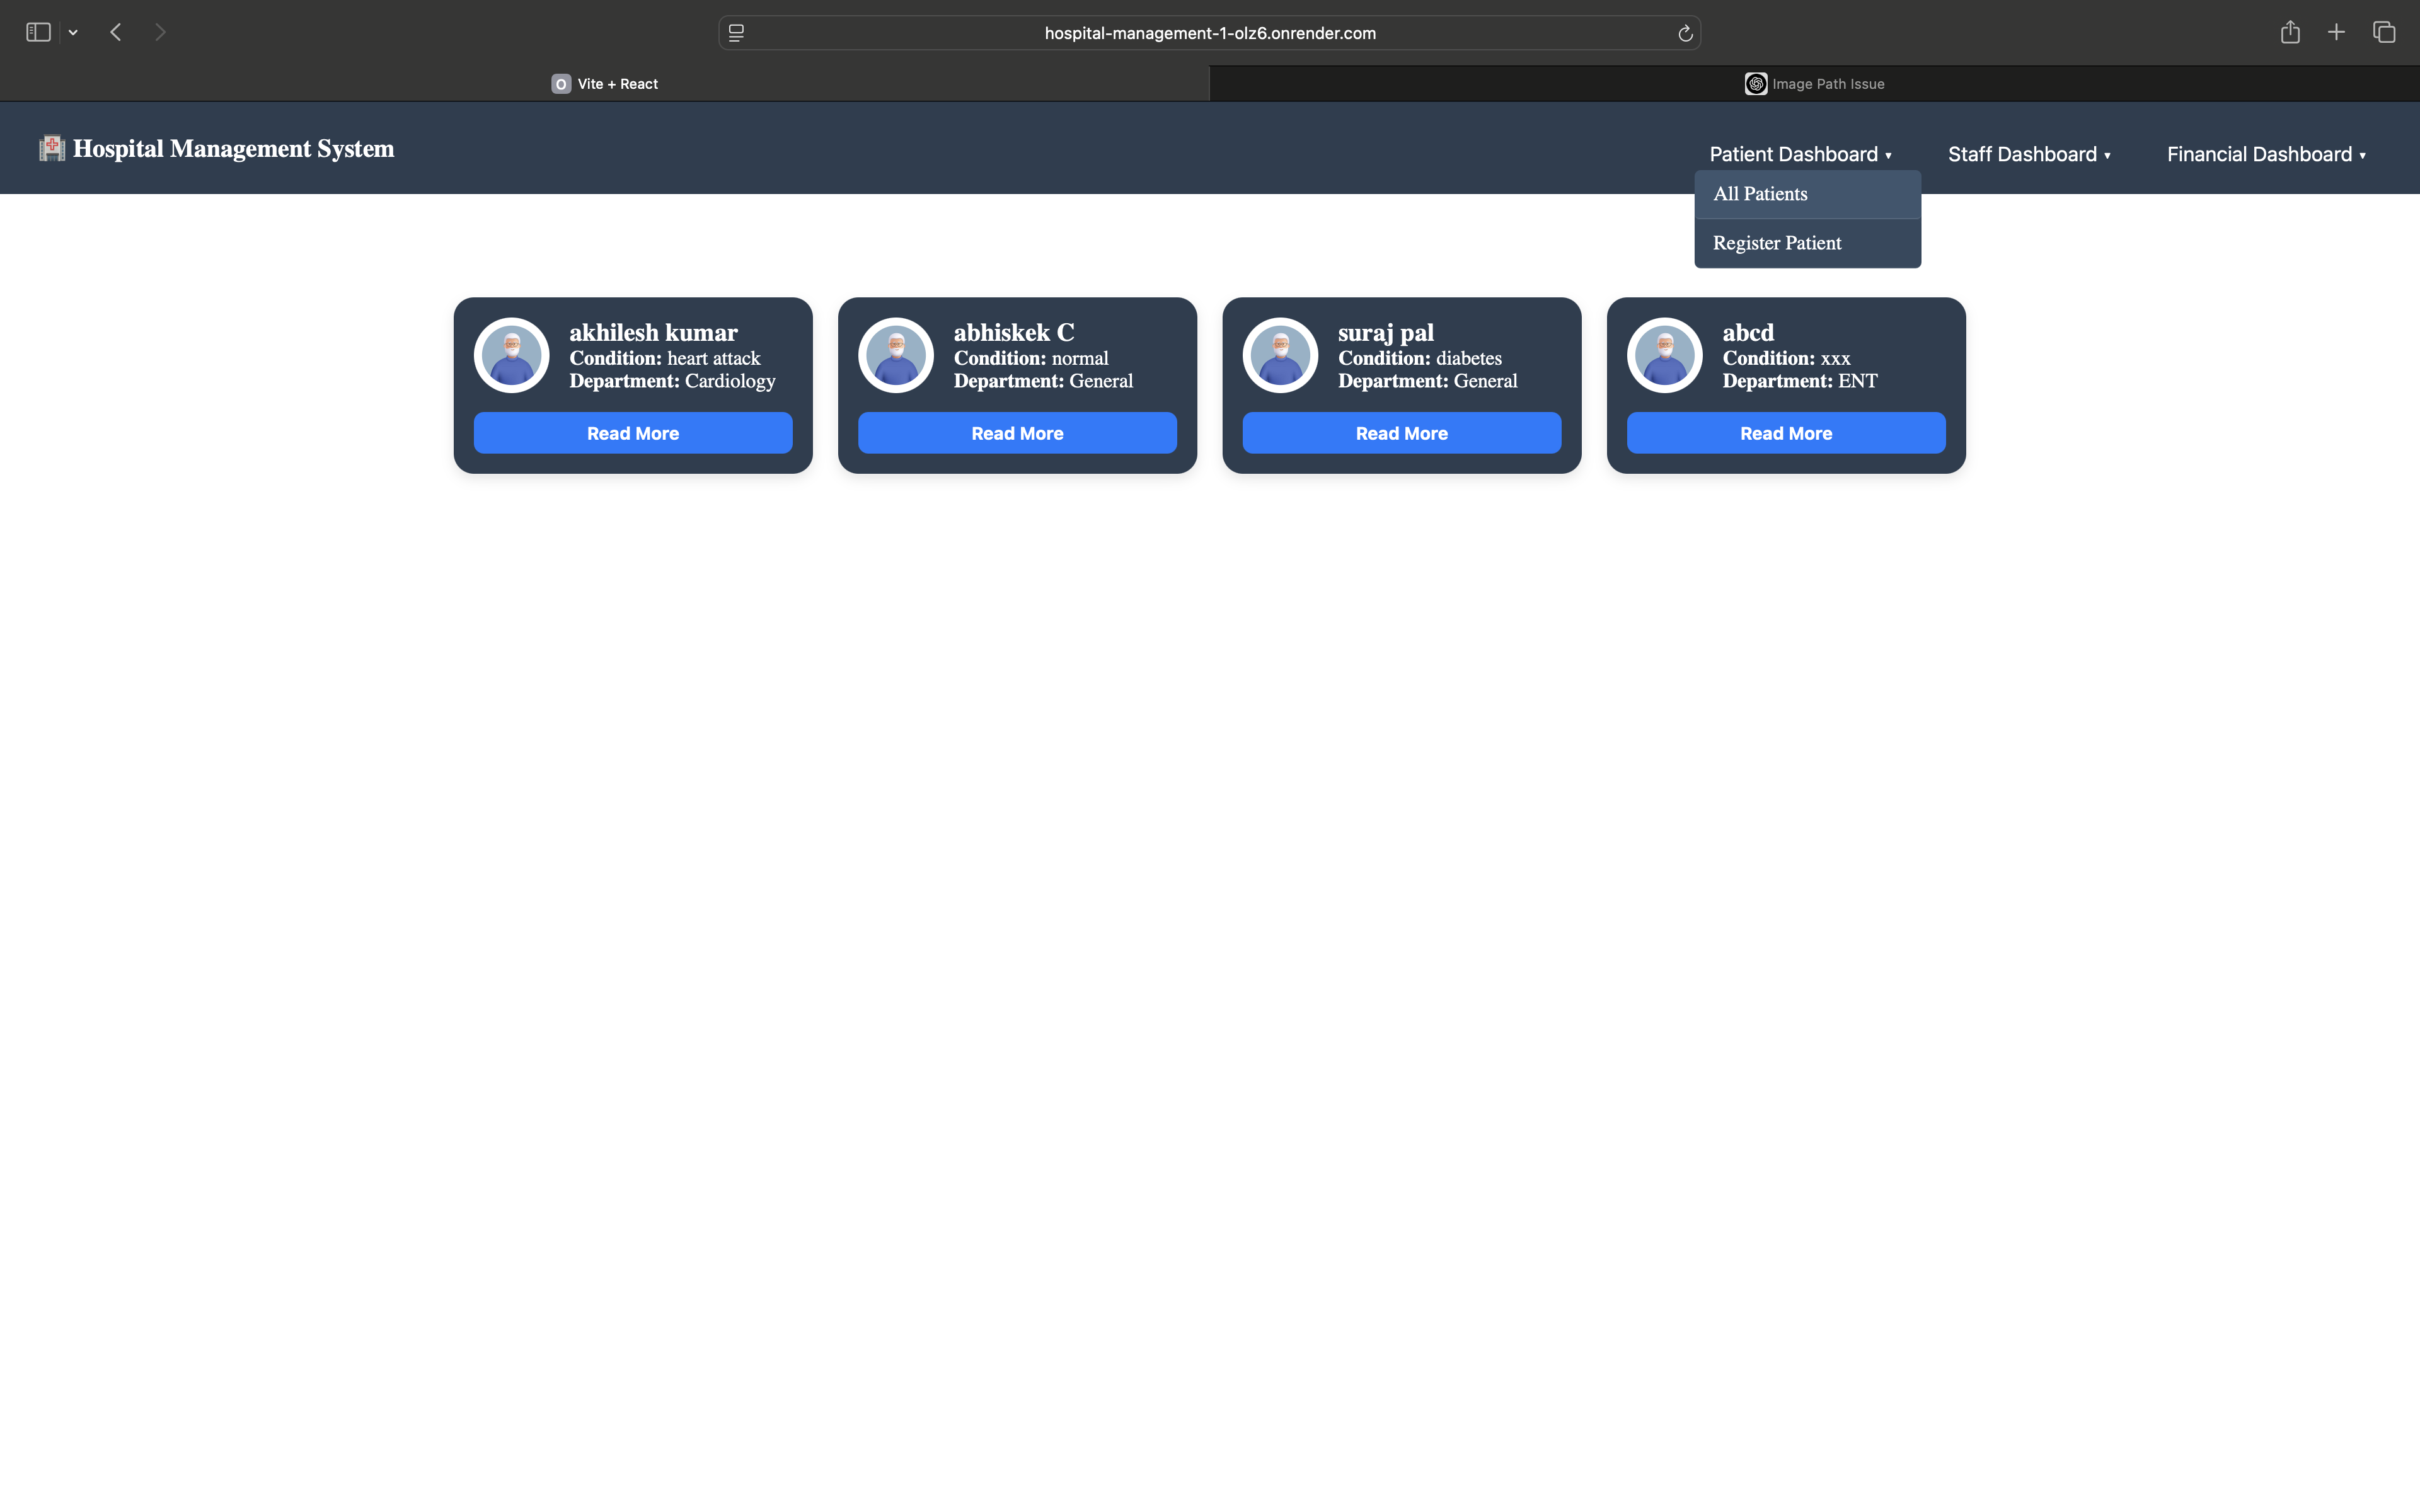 hospital-management-1-olz6.onrender.com
O Vite + React
Image Path Issue
Hospital Management System
Patient Dashboard ▾
Staff Dashboard ▾
Financial Dashboard ▾
All Patients
Register Patient
akhilesh kumar
Condition: heart attack
Department: Cardiology
Read More
abhiskek C
Condition: normal
Department: General
Read More
suraj pal
Condition: diabetes
Department: General
Read More
abcd
Condition: xxx
Department: ENT
Read More